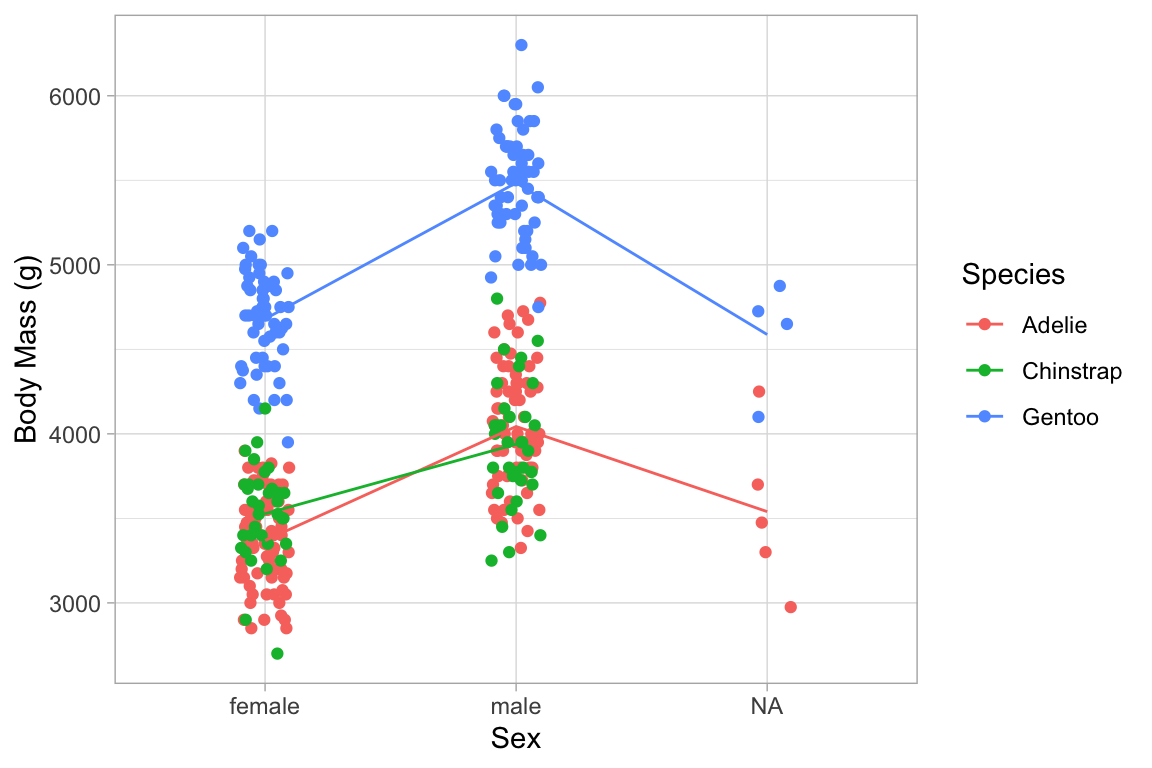 6000
5000
4000
3000
Body Mass (g)
female
male
NA
Sex
Species
Adelie
Chinstrap
Gentoo